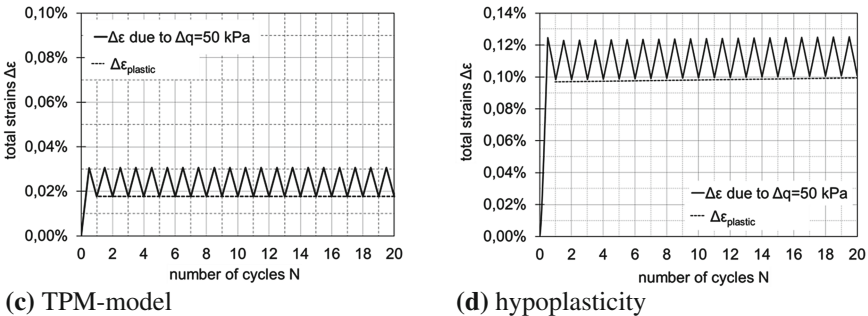 0,10%
0,08%
0,06%
0,04%
0,02%
0,00%
total strains Δε
Δε due to Δq=50 kPa
Δε_plastic
0 2 4 6 8 10 12 14 16 18 20
number of cycles N
(c) TPM-model
0,14%
0,12%
0,10%
0,08%
0,06%
0,04%
0,02%
0,00%
total strains Δε
Δε due to Δq=50 kPa
Δε_plastic
0 2 4 6 8 10 12 14 16 18 20
number of cycles N
(d) hypoplasticity